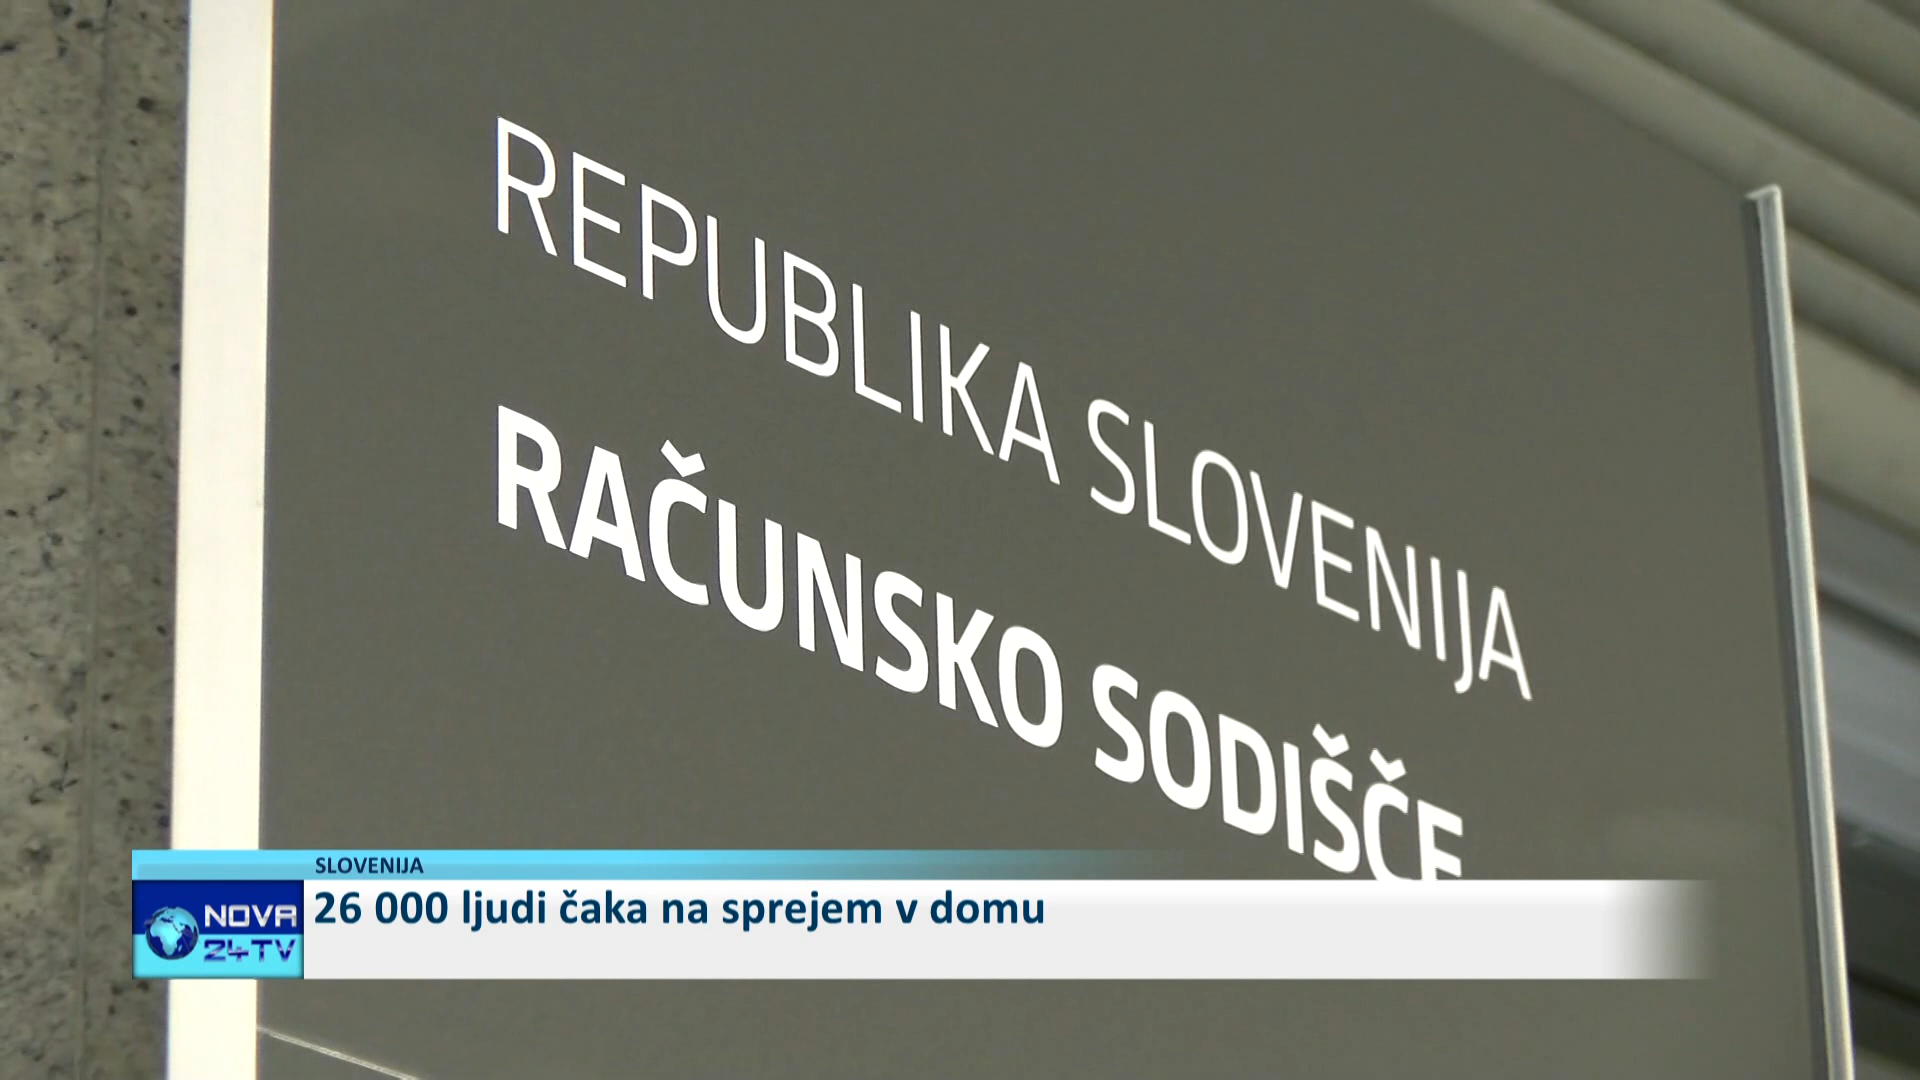 REPUBLIKA SLOVENIJA
RAČUNSKO SODIŠČE
SLOVENIJA
26 000 ljudi čaka na sprejem v domu
NOVA
24TV